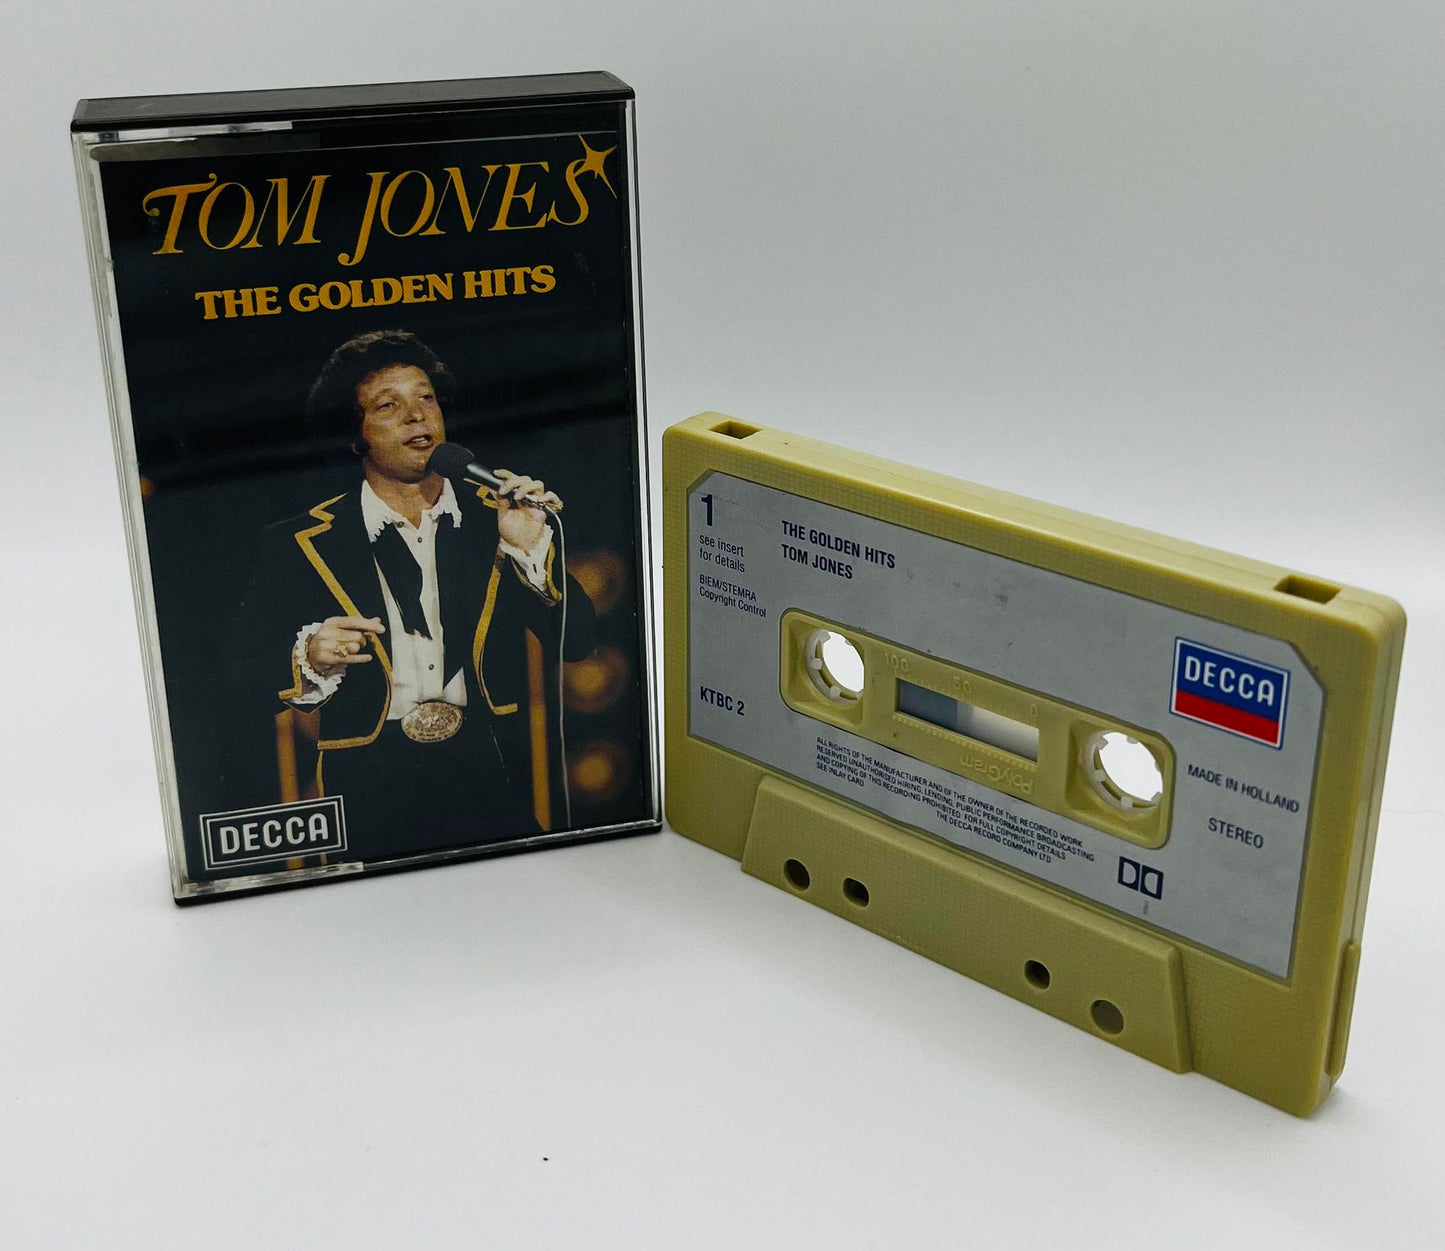 TOM JONES
THE GOLDEN HITS
DECCA
1
see insert
for details
BIEM/STEMRA
Copyright Control
THE GOLDEN HITS
TOM JONES
DECCA
KTBC 2
100 50 0
PolyGram
ALL RIGHTS OF THE MANUFACTURER AND OF THE OWNER OF THE RECORDED WORK
RESERVED UNAUTHORISED HIRING, LENDING, PUBLIC PERFORMANCE BROADCASTING
AND COPYING OF THIS RECORDING PROHIBITED. FOR FULL COPYRIGHT DETAILS
SEE INLAY CARD
THE DECCA RECORD COMPANY LTD
MADE IN HOLLAND
STEREO